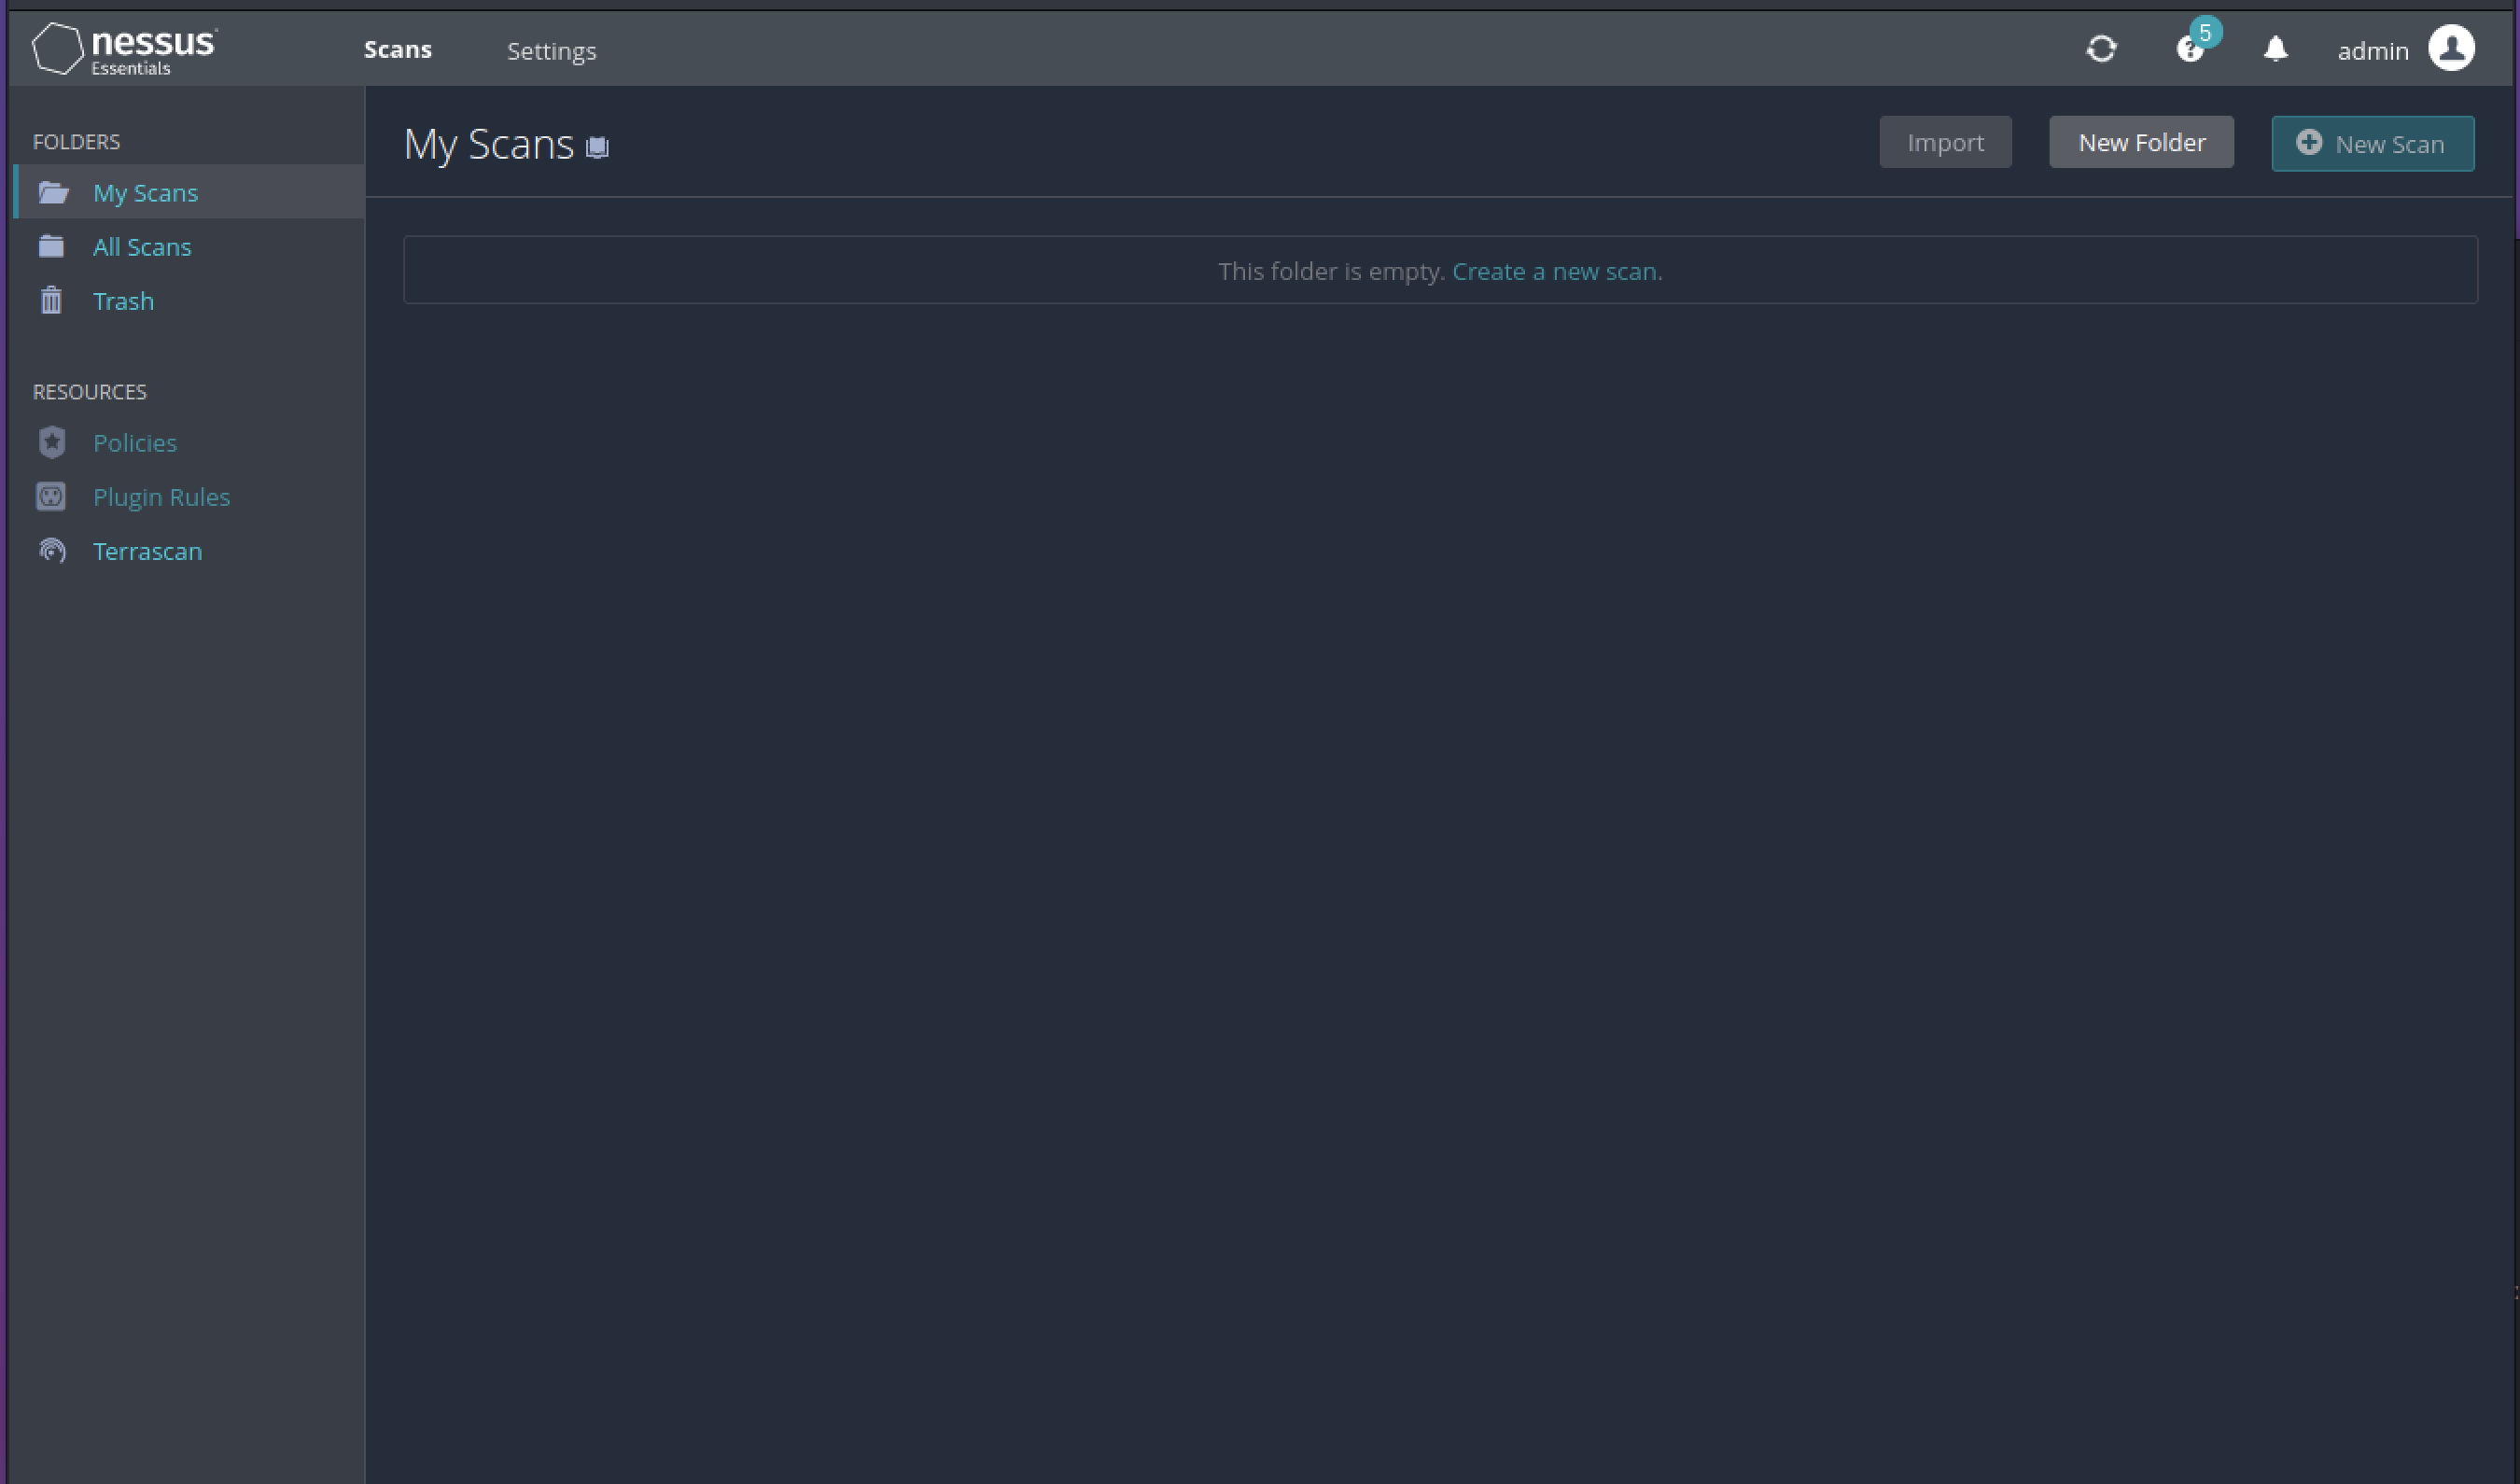 nessus
Essentials
Scans
Settings
5
admin
FOLDERS
My Scans
All Scans
Trash
RESOURCES
Policies
Plugin Rules
Terrascan
My Scans
Import
New Folder
New Scan
This folder is empty. Create a new scan.